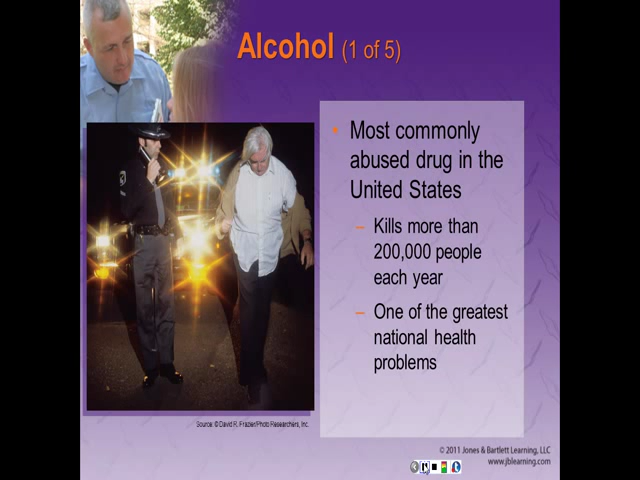 Alcohol (1 of 5)
• Most commonly
abused drug in the
United States
– Kills more than
200,000 people
each year
– One of the greatest
national health
problems
Source: © David R. Frazier/Photo Researchers, Inc.
© 2011 Jones & Bartlett Learning, LLC
www.jblearning.com